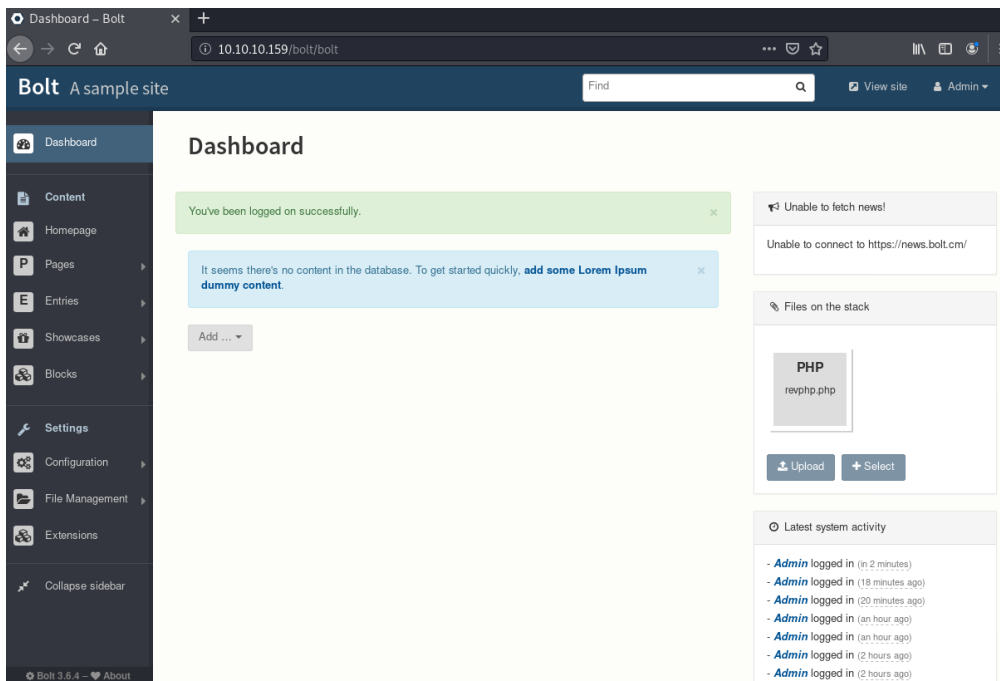 Dashboard – Bolt
10.10.10.159/bolt/bolt
Bolt A sample site
Find
View site
Admin
Dashboard
Content
Homepage
P Pages
E Entries
Showcases
Blocks
Settings
Configuration
File Management
Extensions
Collapse sidebar
Bolt 3.6.4 – About
Dashboard
You've been logged on successfully.
It seems there's no content in the database. To get started quickly, add some Lorem Ipsum
dummy content.
Add ...
Unable to fetch news!
Unable to connect to https://news.bolt.cm/
Files on the stack
PHP
revphp.php
Upload
Select
Latest system activity
- Admin logged in (in 2 minutes)
- Admin logged in (18 minutes ago)
- Admin logged in (20 minutes ago)
- Admin logged in (an hour ago)
- Admin logged in (an hour ago)
- Admin logged in (2 hours ago)
- Admin logged in (2 hours ago)